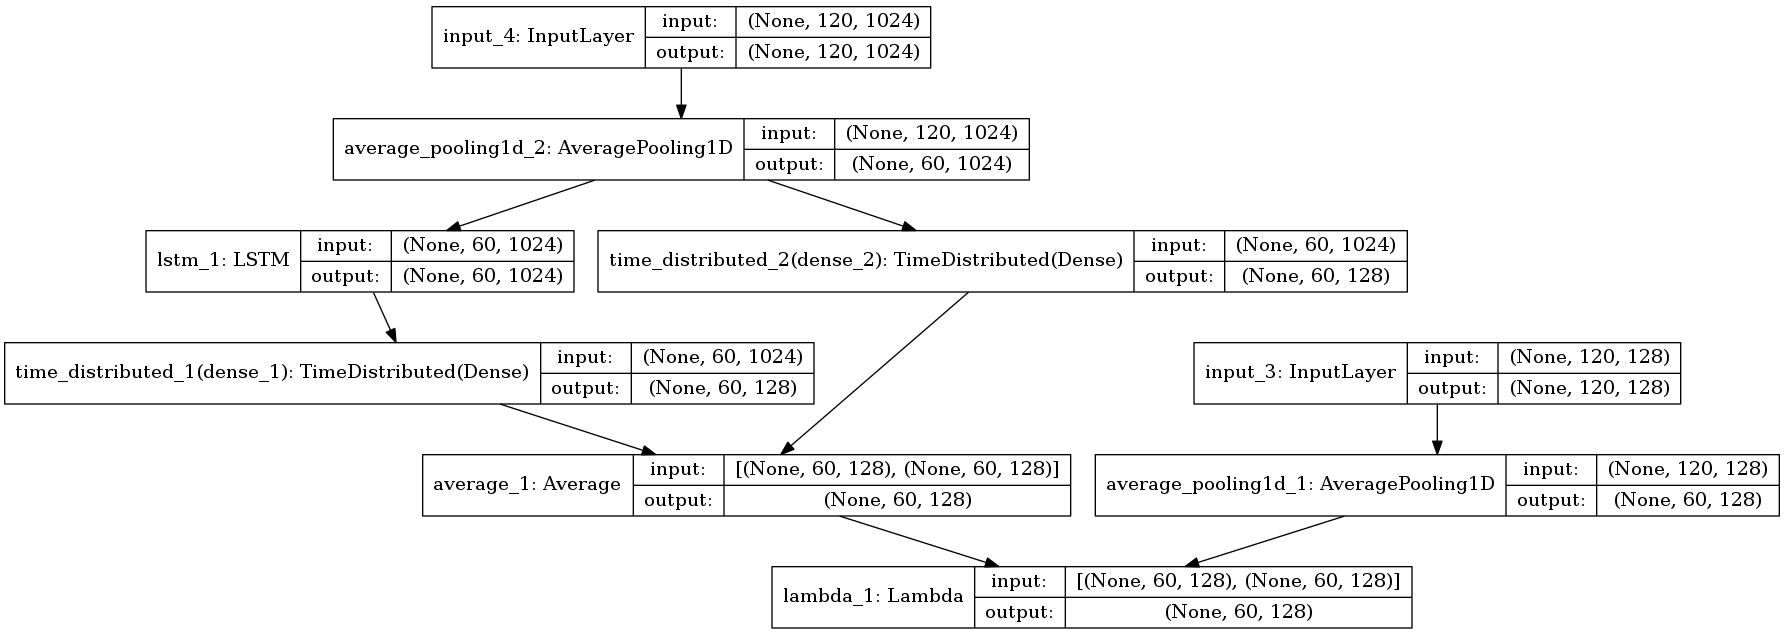 input_4: InputLayer
input:
(None, 120, 1024)
output:
(None, 120, 1024)
average_pooling1d_2: AveragePooling1D
input:
(None, 120, 1024)
output:
(None, 60, 1024)
lstm_1: LSTM
input:
(None, 60, 1024)
output:
(None, 60, 1024)
time_distributed_2(dense_2): TimeDistributed(Dense)
input:
(None, 60, 1024)
output:
(None, 60, 128)
time_distributed_1(dense_1): TimeDistributed(Dense)
input:
(None, 60, 1024)
output:
(None, 60, 128)
input_3: InputLayer
input:
(None, 120, 128)
output:
(None, 120, 128)
average_1: Average
input:
[(None, 60, 128), (None, 60, 128)]
output:
(None, 60, 128)
average_pooling1d_1: AveragePooling1D
input:
(None, 120, 128)
output:
(None, 60, 128)
lambda_1: Lambda
input:
[(None, 60, 128), (None, 60, 128)]
output:
(None, 60, 128)